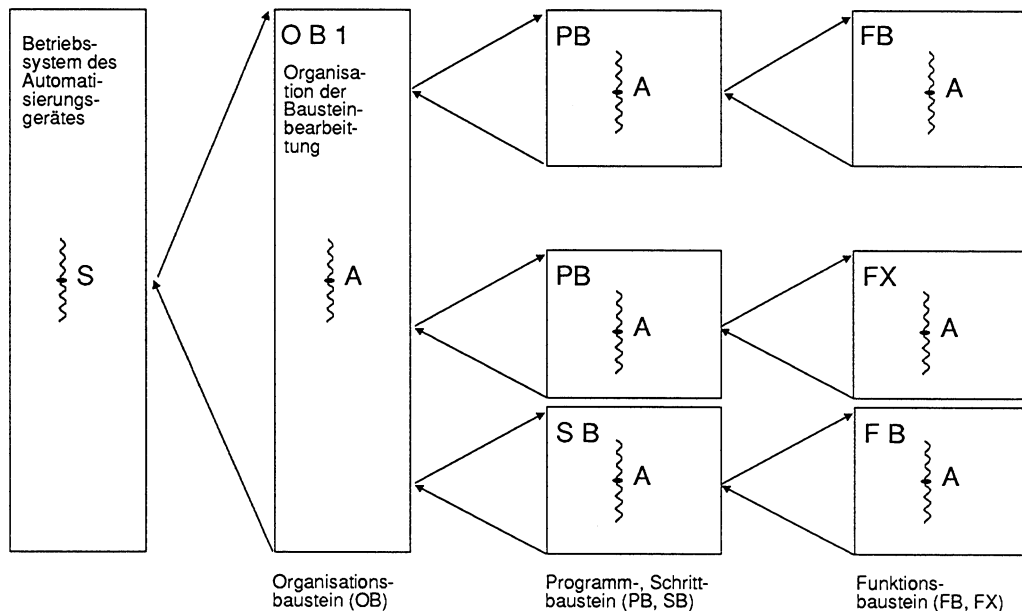 Betriebs-
system des
Automati-
sierungs-
gerätes
S
O B 1
Organisa-
tion der
Baustein-
bearbeit-
tung
A
PB
A
FB
A
PB
A
FX
A
S B
A
F B
A
Organisations-
baustein (OB)
Programm-, Schritt-
baustein (PB, SB)
Funktions-
baustein (FB, FX)